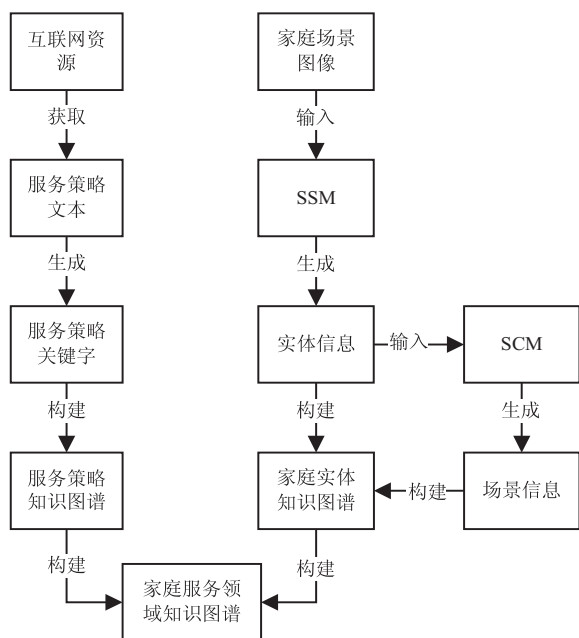 互联网资
源
家庭场景
图像
获取
输入
服务策略
文本
SSM
生成
生成
服务策略
关键字
实体信息
输入
SCM
构建
构建
生成
服务策略
知识图谱
家庭实体
知识图谱
构建
场景信息
构建
构建
家庭服务领
域知识图谱